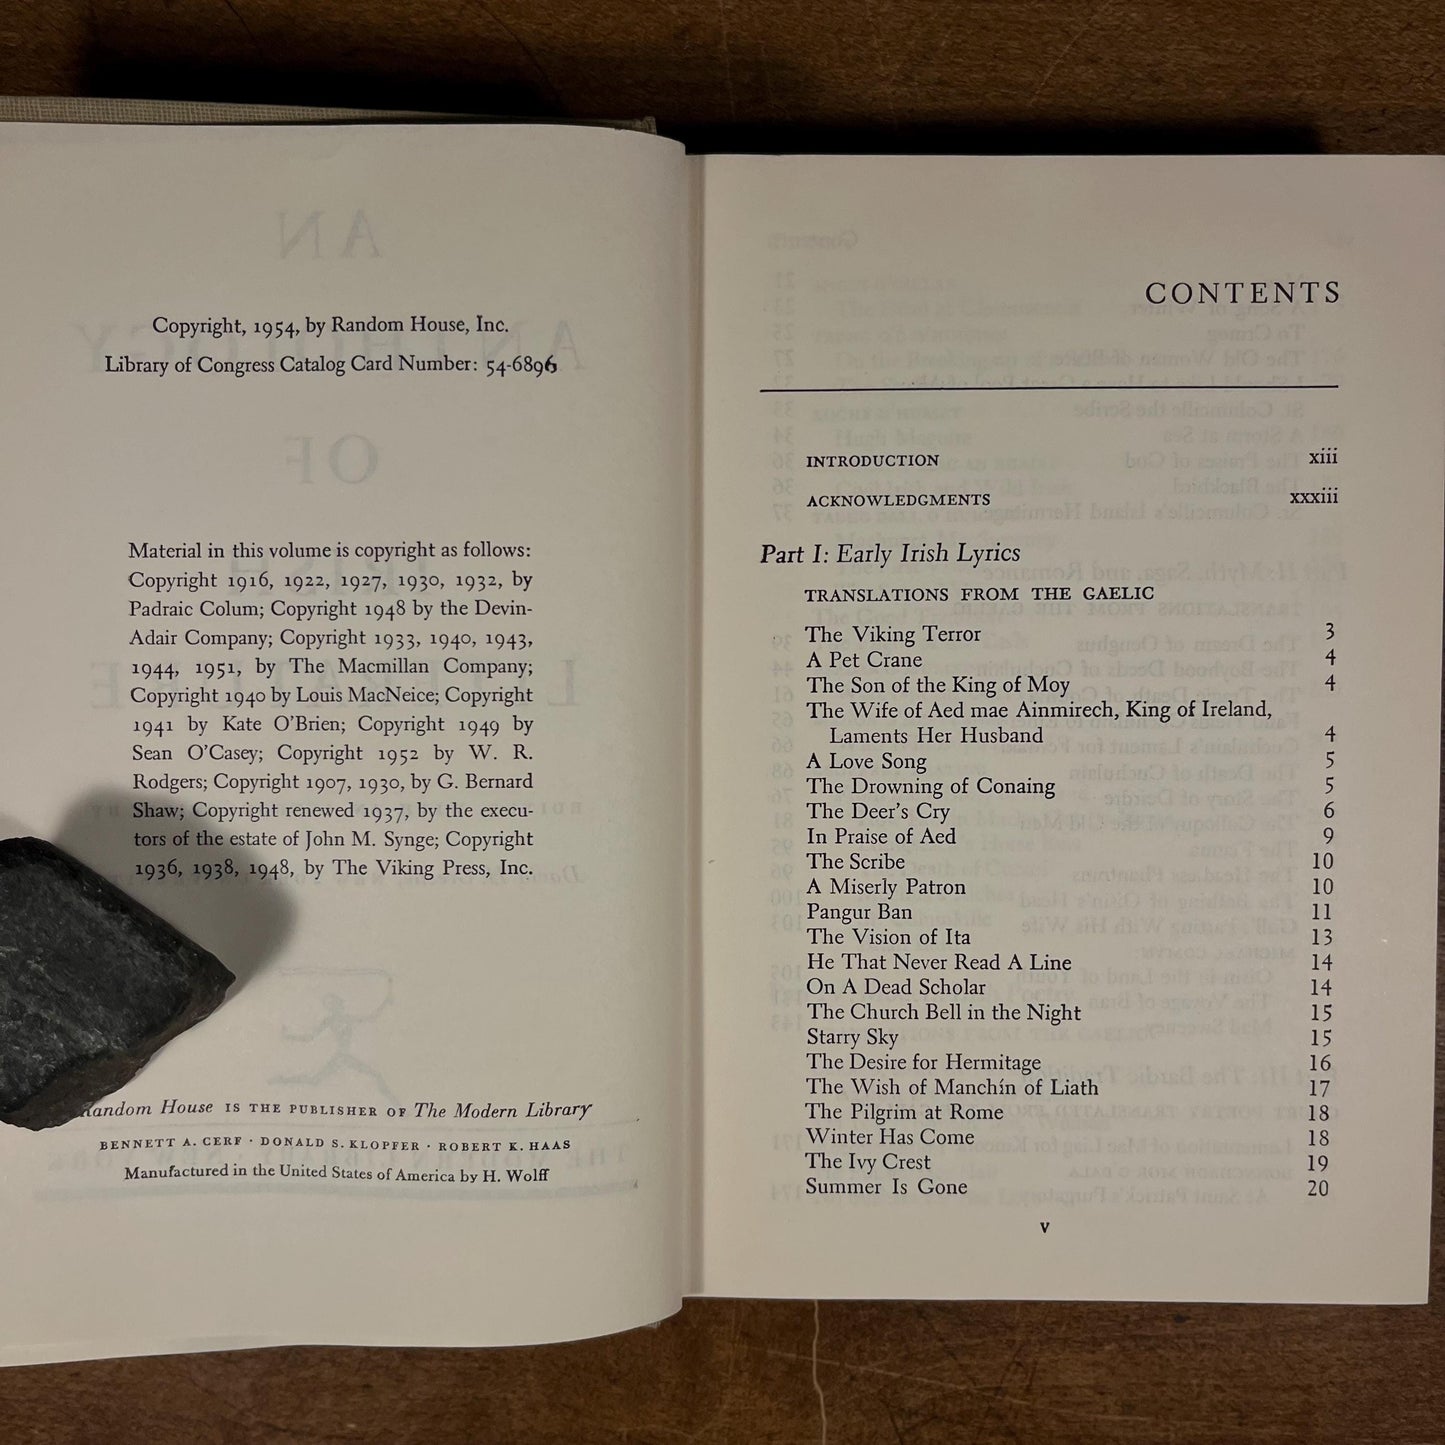 Copyright, 1954, by Random House, Inc.
Library of Congress Catalog Card Number: 54-6896
Material in this volume is copyright as follows:
Copyright 1916, 1922, 1927, 1930, 1932, by
Padraic Colum; Copyright 1948 by the Devin-
Adair Company; Copyright 1933, 1940, 1943,
1944, 1951, by The Macmillan Company;
Copyright 1940 by Louis MacNeice; Copyright
1941 by Kate O'Brien; Copyright 1949 by
Sean O'Casey; Copyright 1952 by W. R.
Rodgers; Copyright 1907, 1930, by G. Bernard
Shaw; Copyright renewed 1937, by the execu-
tors of the estate of John M. Synge; Copyright
1936, 1938, 1948, by The Viking Press, Inc.
Random House IS THE PUBLISHER OF The Modern Library
BENNETT A. CERF · DONALD S. KLOPFER · ROBERT K. HAAS
Manufactured in the United States of America by H. Wolff
CONTENTS
INTRODUCTION xiii
ACKNOWLEDGMENTS xxxiii
Part I: Early Irish Lyrics
TRANSLATIONS FROM THE GAELIC
The Viking Terror 3
A Pet Crane 4
The Son of the King of Moy 4
The Wife of Aed mae Ainmirech, King of Ireland,
Laments Her Husband 4
A Love Song 5
The Drowning of Conaing 5
The Deer's Cry 6
In Praise of Aed 9
The Scribe 10
A Miserly Patron 10
Pangur Ban 11
The Vision of Ita 13
He That Never Read A Line 14
On A Dead Scholar 14
The Church Bell in the Night 15
Starry Sky 15
The Desire for Hermitage 16
The Wish of Manchín of Liath 17
The Pilgrim at Rome 18
Winter Has Come 18
The Ivy Crest 19
Summer Is Gone 20
v